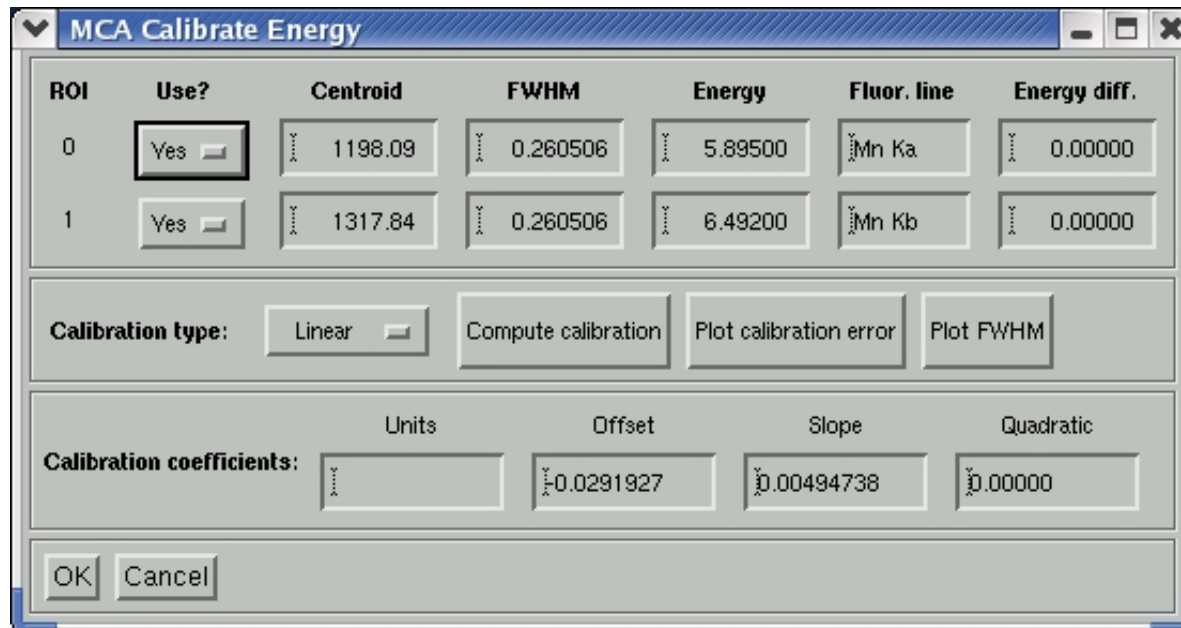 MCA Calibrate Energy
ROI Use? Centroid FWHM Energy Fluor. line Energy diff.
0 Yes 1198.09 0.260506 5.89500 Mn Ka 0.00000
1 Yes 1317.84 0.260506 6.49200 Mn Kb 0.00000
Calibration type: Linear Compute calibration Plot calibration error Plot FWHM
Units Offset Slope Quadratic
Calibration coefficients: -0.0291927 0.00494738 0.00000
OK Cancel